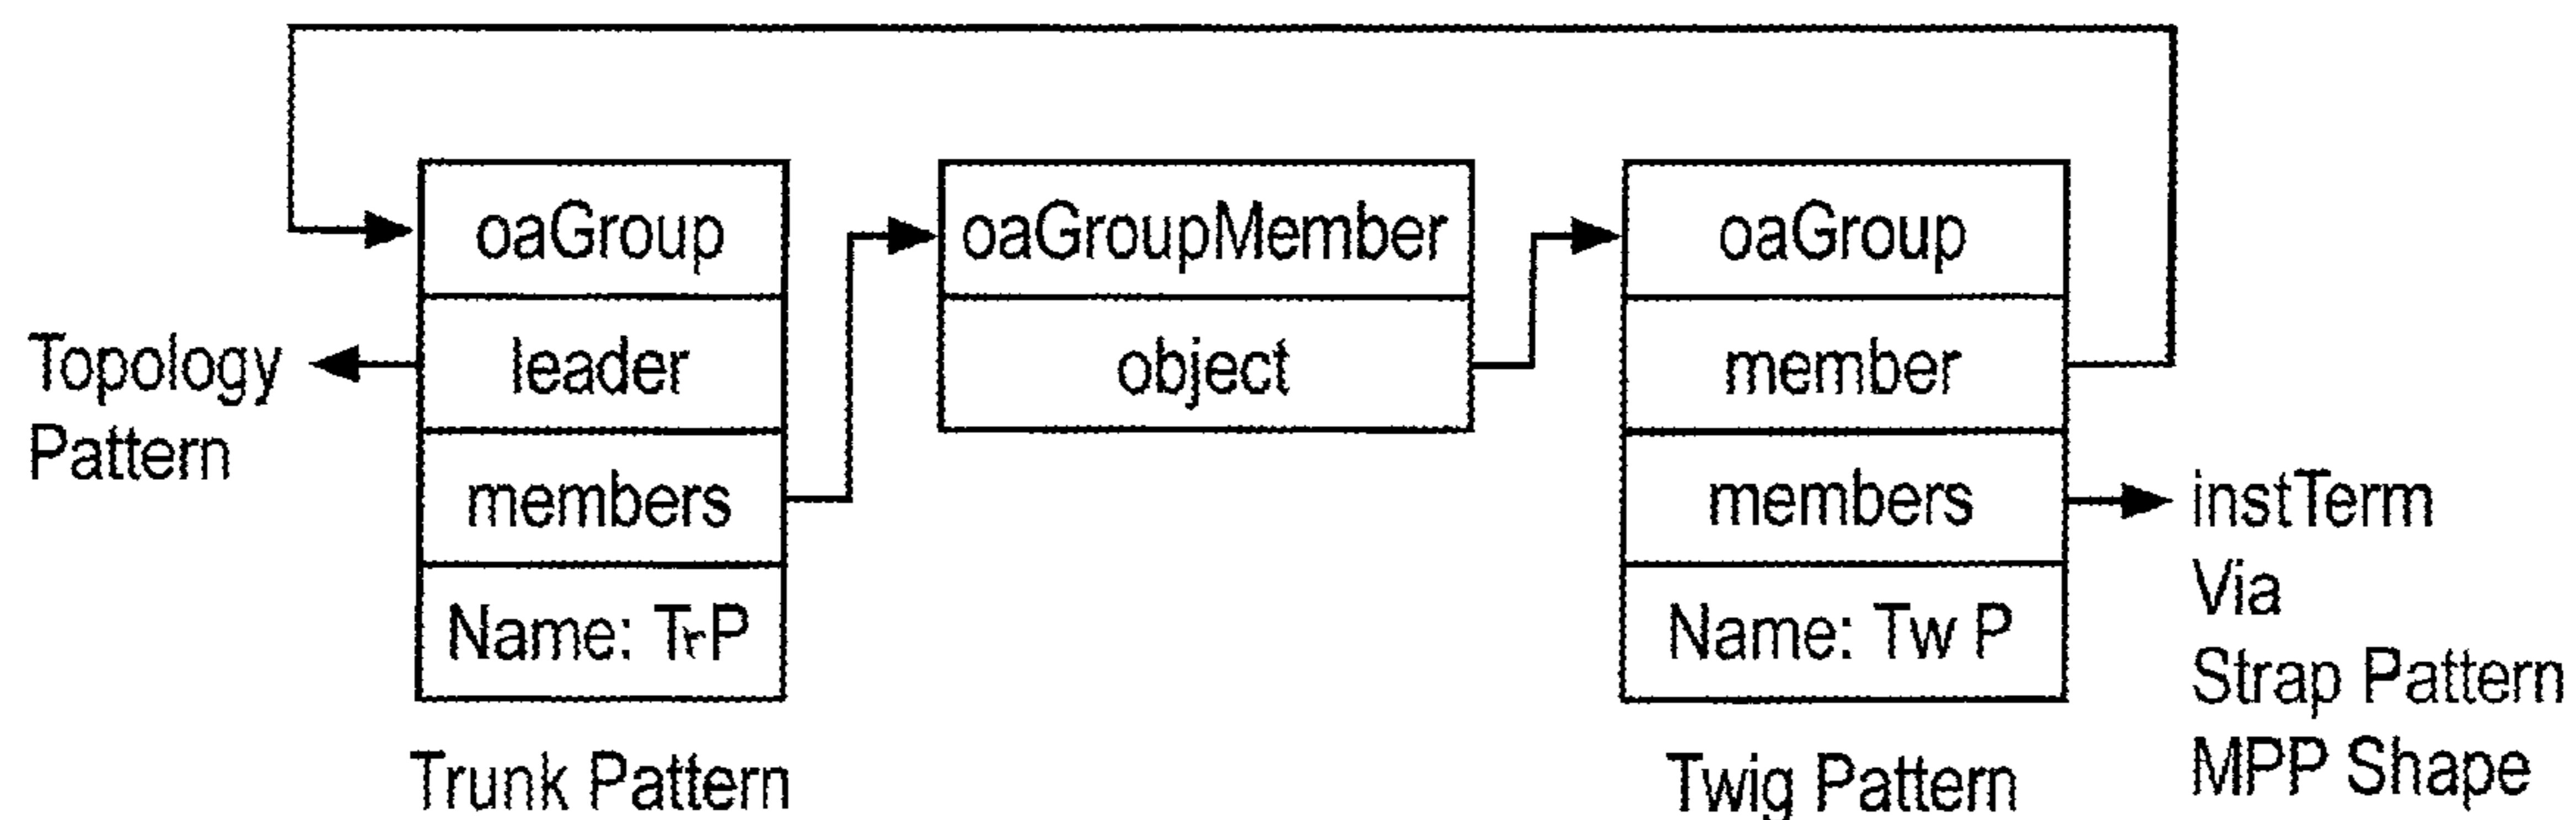 oaGroup
leader
members
Name: TrP
Trunk Pattern
Topology
Pattern
oaGroupMember
object
oaGroup
member
members
Name: Tw P
Twig Pattern
instTerm
Via
Strap Pattern
MPP Shape